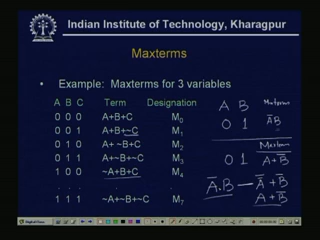 Indian Institute of Technology, Kharagpur
Maxterms
• Example: Maxterms for 3 variables
A B C Term Designation
0 0 0 A+B+C M0
0 0 1 A+B+~C M1
0 1 0 A+ ~B+C M2
0 1 1 A+~B+~C M3
1 0 0 ~A+B+C M4
. . . . .
1 1 1 ~A+~B+~C M7
A B Minterm
0 1 A̅B
Maxterm
0 1 A+B̅
A̅.B — A̅+B̅
A+B̅